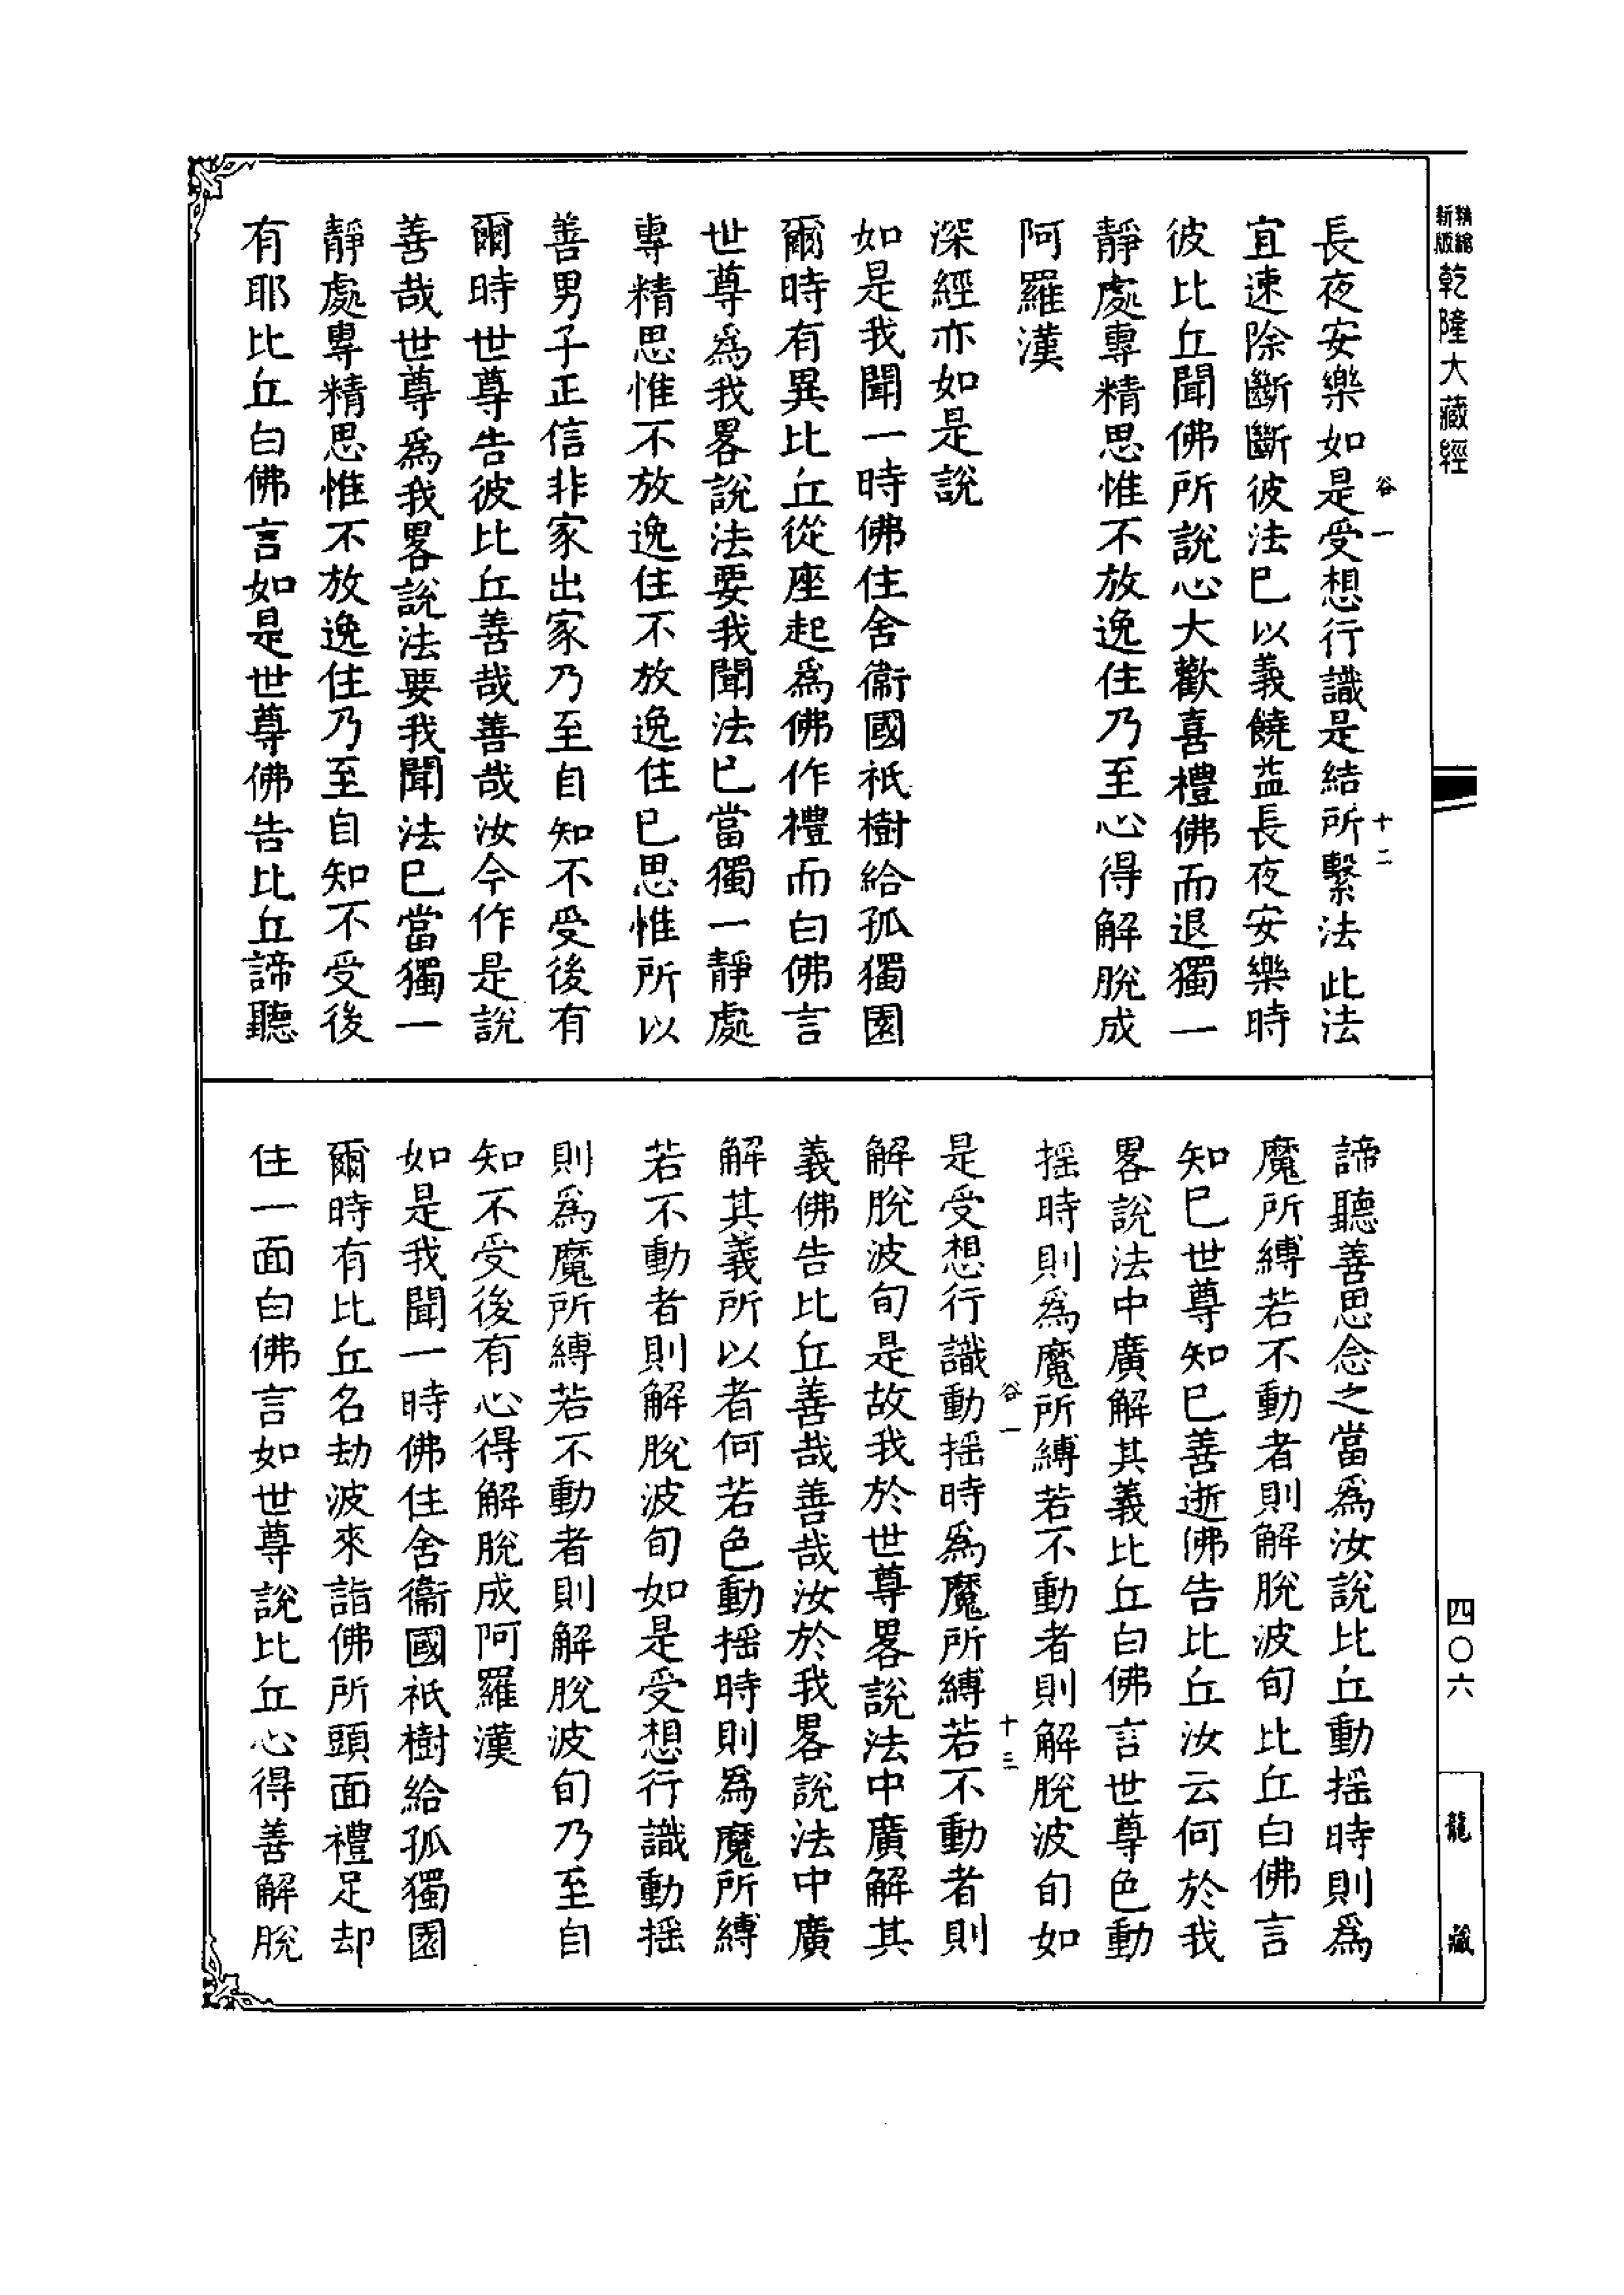 新版 精縮 乾隆大藏經
四〇六
龍藏
谷一 十二
長夜安樂如是受想行識是結所繫法此法
宜速除斷斷彼法已以義饒益長夜安樂時
彼比丘聞佛所說心大歡喜禮佛而退獨一
靜處專精思惟不放逸住乃至心得解脫成
阿羅漢
深經亦如是說
如是我聞一時佛住舍衞國祇樹給孤獨園
爾時有異比丘從座起爲佛作禮而白佛言
世尊爲我畧說法要我聞法已當獨一靜處
專精思惟不放逸住不放逸住已思惟所以
善男子正信非家出家乃至自知不受後有
爾時世尊告彼比丘善哉善哉汝今作是說
善哉世尊爲我畧說法要我聞法已當獨一
靜處專精思惟不放逸住乃至自知不受後
有耶比丘白佛言如是世尊佛告比丘諦聽
諦聽善思念之當爲汝說比丘動搖時則爲
魔所縛若不動者則解脫波旬比丘白佛言
知已世尊知已善逝佛告比丘汝云何於我
畧說法中廣解其義比丘白佛言世尊色動
搖時則爲魔所縛若不動者則解脫波旬如
谷一 十三
是受想行識動搖時爲魔所縛若不動者則
解脫波旬是故我於世尊畧說法中廣解其
義佛告比丘善哉善哉汝於我畧說法中廣
解其義所以者何若色動搖時則爲魔所縛
若不動者則解脫波旬如是受想行識動搖
則爲魔所縛若不動者則解脫波旬乃至自
知不受後有心得解脫成阿羅漢
如是我聞一時佛住舍衞國祇樹給孤獨園
爾時有比丘名劫波來詣佛所頭面禮足却
住一面白佛言如世尊說比丘心得善解脫